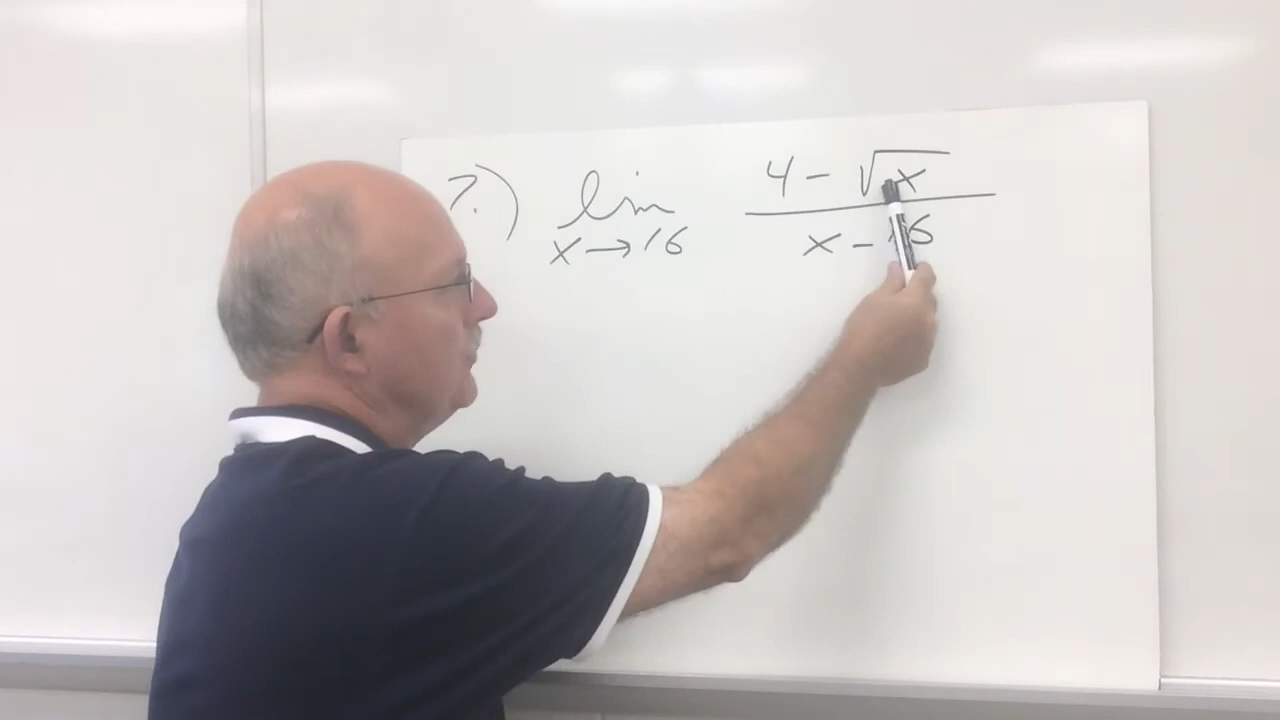 7.) lim x→16 4 - √x
x - 16